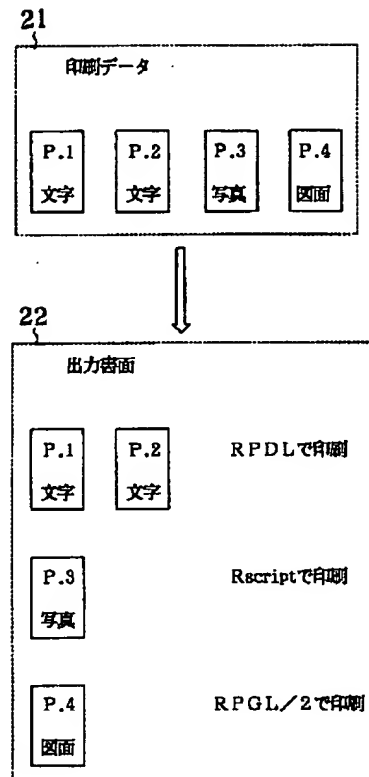 21
印刷データ
P.1 P.2 P.3 P.4
文字 文字 写真 図面
22
出力書面
P.1 P.2 RPDLで印刷
文字 文字
P.3 Rscriptで印刷
写真
P.4 RPGL/2で印刷
図面